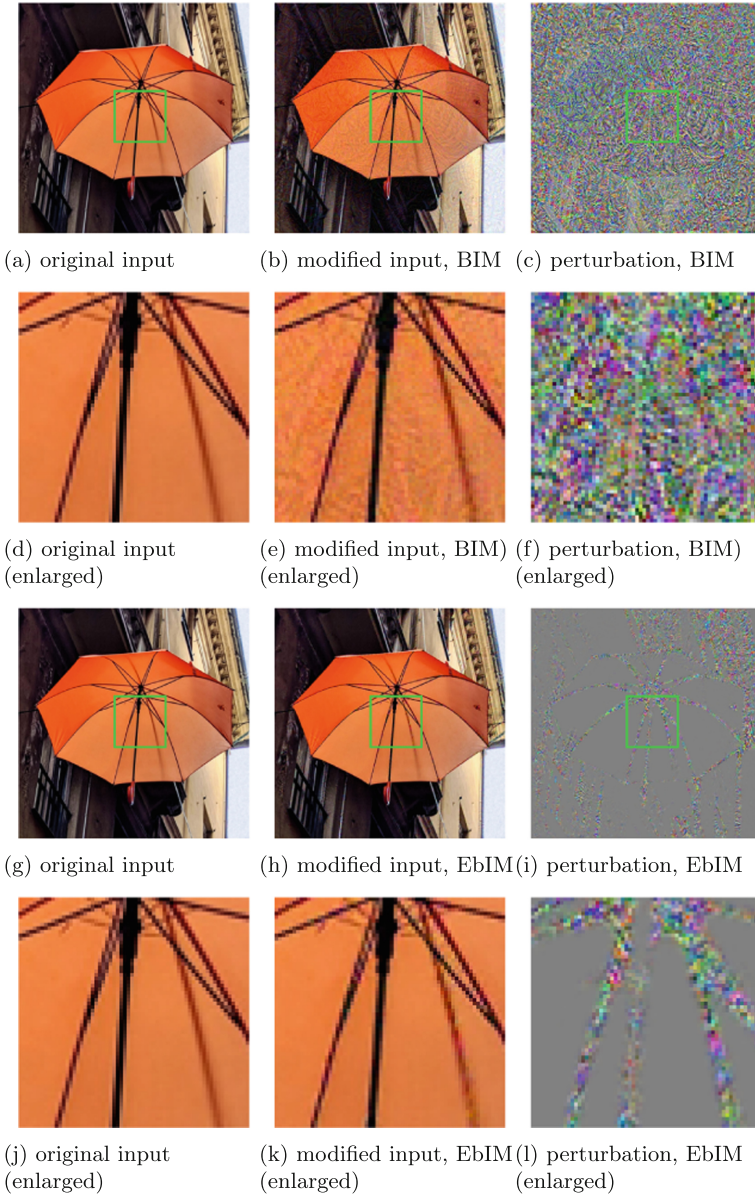 (a) original input
(b) modified input, BIM
(c) perturbation, BIM
(d) original input
(enlarged)
(e) modified input, BIM)
(enlarged)
(f) perturbation, BIM)
(enlarged)
(g) original input
(h) modified input, EbIM
(i) perturbation, EbIM
(j) original input
(enlarged)
(k) modified input, EbIM
(enlarged)
(l) perturbation, EbIM
(enlarged)